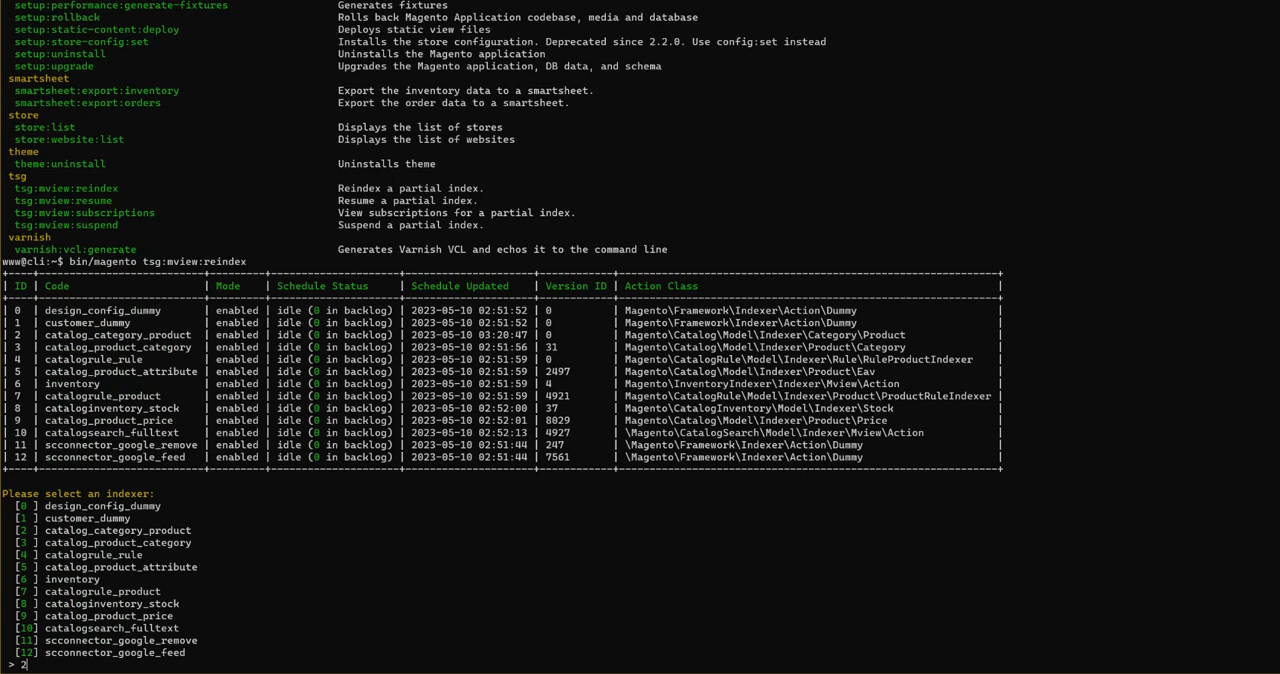 setup:performance:generate-fixtures Generates fixtures
setup:rollback Rolls back Magento Application codebase, media and database
setup:static-content:deploy Deploys static view files
setup:store-config:set Installs the store configuration. Deprecated since 2.2.0. Use config:set instead
setup:uninstall Uninstalls the Magento application
setup:upgrade Upgrades the Magento application, DB data, and schema
smartsheet
smartsheet:export:inventory Export the inventory data to a smartsheet.
smartsheet:export:orders Export the order data to a smartsheet.
store
store:list Displays the list of stores
store:website:list Displays the list of websites
theme
theme:uninstall Uninstalls theme
tsg
tsg:mview:reindex Reindex a partial index.
tsg:mview:resume Resume a partial index.
tsg:mview:subscriptions View subscriptions for a partial index.
tsg:mview:suspend Suspend a partial index.
varnish
varnish:vcl:generate Generates Varnish VCL and echos it to the command line
www@cli:~$ bin/magento tsg:mview:reindex
| ID | Code | Mode | Schedule Status | Schedule Updated | Version ID | Action Class |
| 0 | design_config_dummy | enabled | idle (0 in backlog) | 2023-05-10 02:51:52 | 0 | Magento\Framework\Indexer\Action\Dummy |
| 1 | customer_dummy | enabled | idle (0 in backlog) | 2023-05-10 02:51:52 | 0 | Magento\Framework\Indexer\Action\Dummy |
| 2 | catalog_category_product | enabled | idle (0 in backlog) | 2023-05-10 03:20:47 | 0 | Magento\Catalog\Model\Indexer\Category\Product |
| 3 | catalog_product_category | enabled | idle (0 in backlog) | 2023-05-10 02:51:56 | 31 | Magento\Catalog\Model\Indexer\Product\Category |
| 4 | catalogrule_rule | enabled | idle (0 in backlog) | 2023-05-10 02:51:59 | 0 | Magento\CatalogRule\Model\Indexer\Rule\RuleProductIndexer |
| 5 | catalog_product_attribute | enabled | idle (0 in backlog) | 2023-05-10 02:51:59 | 2497 | Magento\Catalog\Model\Indexer\Product\Eav |
| 6 | inventory | enabled | idle (0 in backlog) | 2023-05-10 02:51:59 | 4 | Magento\InventoryIndexer\Indexer\Mview\Action |
| 7 | catalogrule_product | enabled | idle (0 in backlog) | 2023-05-10 02:51:59 | 4921 | Magento\CatalogRule\Model\Indexer\Product\ProductRuleIndexer |
| 8 | cataloginventory_stock | enabled | idle (0 in backlog) | 2023-05-10 02:52:00 | 37 | Magento\CatalogInventory\Model\Indexer\Stock |
| 9 | catalog_product_price | enabled | idle (0 in backlog) | 2023-05-10 02:52:01 | 8029 | Magento\Catalog\Model\Indexer\Product\Price |
| 10 | catalogsearch_fulltext | enabled | idle (0 in backlog) | 2023-05-10 02:52:13 | 4927 | \Magento\CatalogSearch\Model\Indexer\Mview\Action |
| 11 | scconnector_google_remove | enabled | idle (0 in backlog) | 2023-05-10 02:51:44 | 247 | \Magento\Framework\Indexer\Action\Dummy |
| 12 | scconnector_google_feed | enabled | idle (0 in backlog) | 2023-05-10 02:51:44 | 7561 | \Magento\Framework\Indexer\Action\Dummy |
Please select an indexer:
[0 ] design_config_dummy
[1 ] customer_dummy
[2 ] catalog_category_product
[3 ] catalog_product_category
[4 ] catalogrule_rule
[5 ] catalog_product_attribute
[6 ] inventory
[7 ] catalogrule_product
[8 ] cataloginventory_stock
[9 ] catalog_product_price
[10] catalogsearch_fulltext
[11] scconnector_google_remove
[12] scconnector_google_feed
> 2